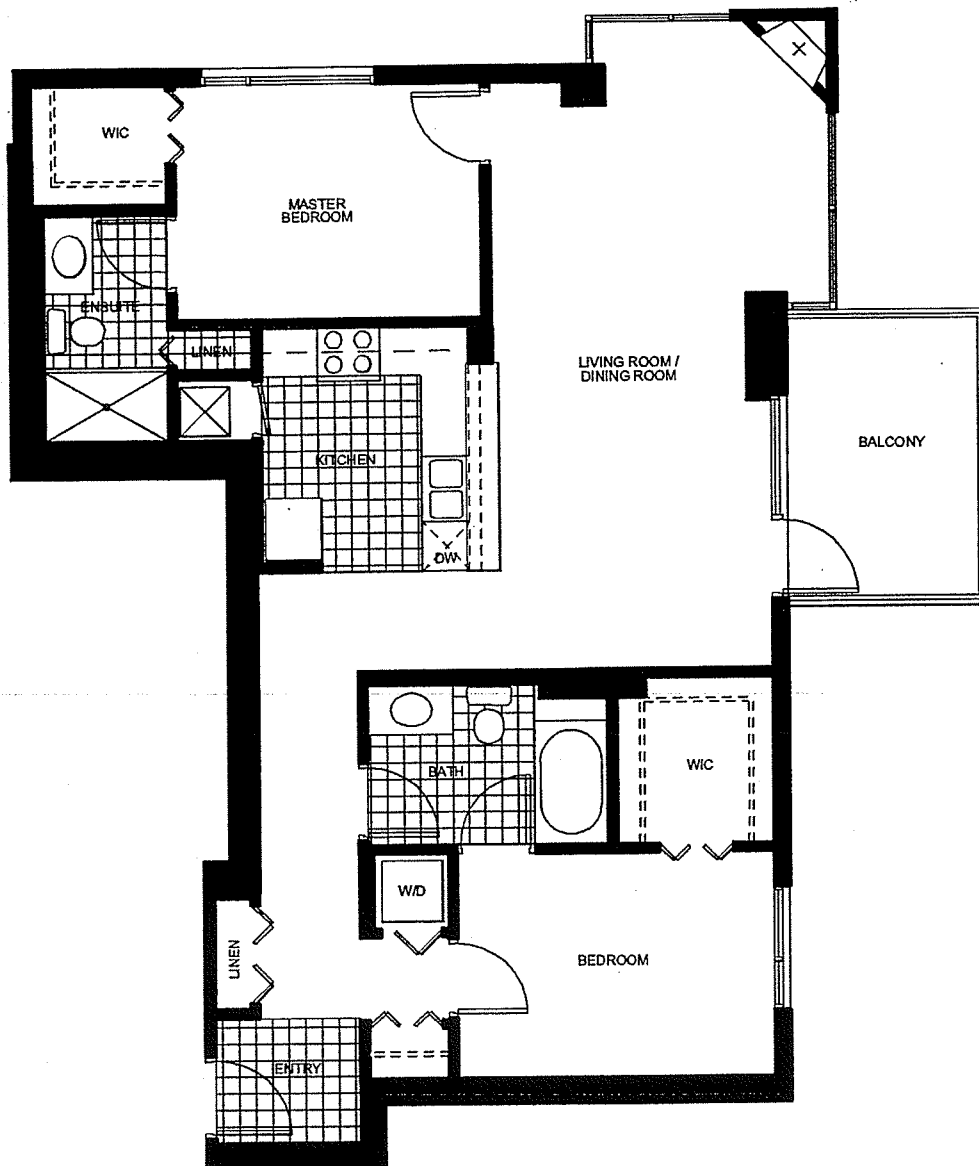 WIC
MASTER
BEDROOM
ENSUITE
LINEN
LIVING ROOM /
DINING ROOM
BALCONY
KITCHEN
DW
BATH
WIC
W/D
LINEN
BEDROOM
ENTRY